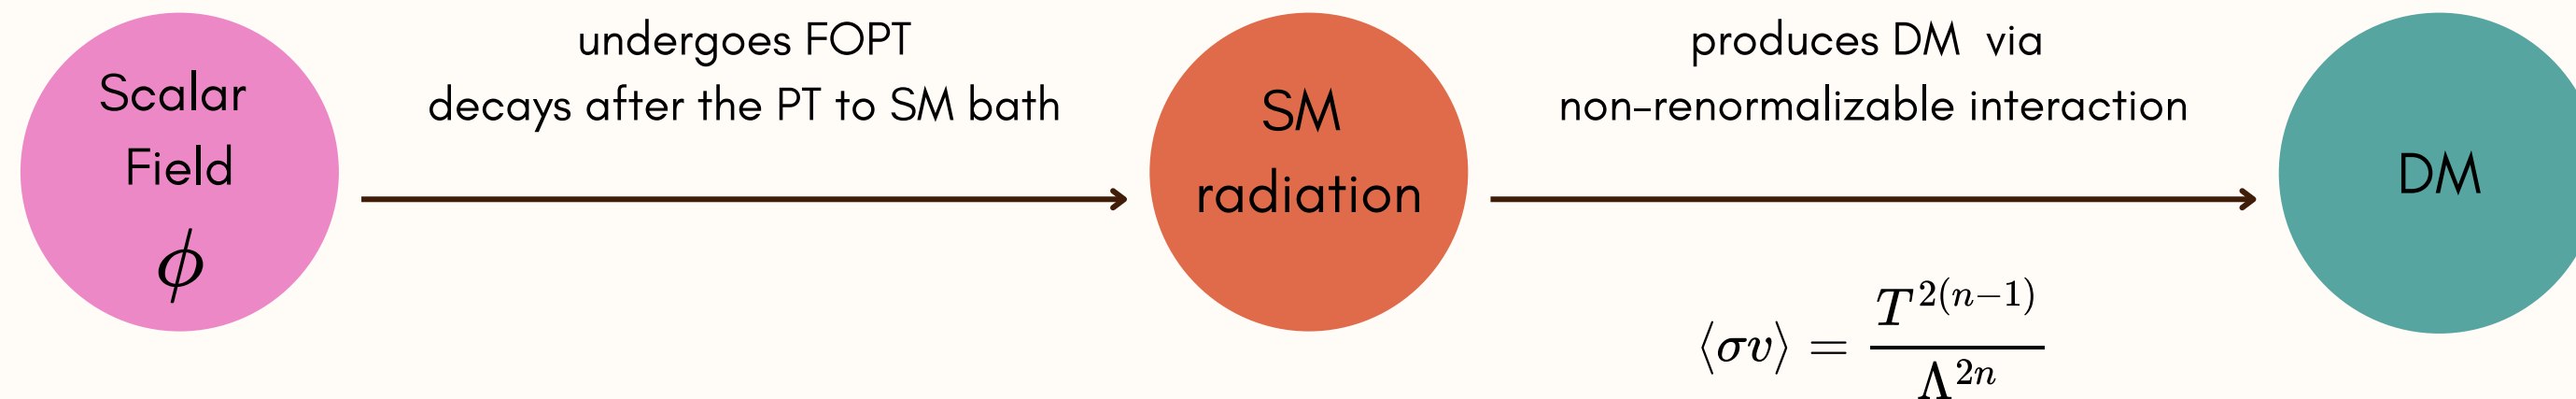 Scalar
Field
ϕ
undergoes FOPT
decays after the PT to SM bath
SM
radiation
produces DM via
non-renormalizable interaction
⟨σv⟩ = T^{2(n−1)} / Λ^{2n}
DM